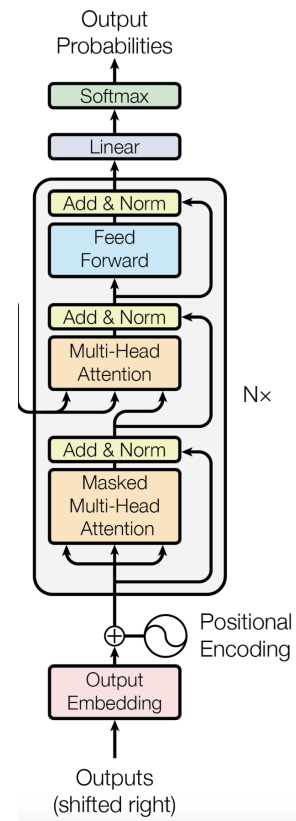 Output
Probabilities
Softmax
Linear
Add & Norm
Feed
Forward
Add & Norm
Multi-Head
Attention
N×
Add & Norm
Masked
Multi-Head
Attention
Positional
Encoding
Output
Embedding
Outputs
(shifted right)